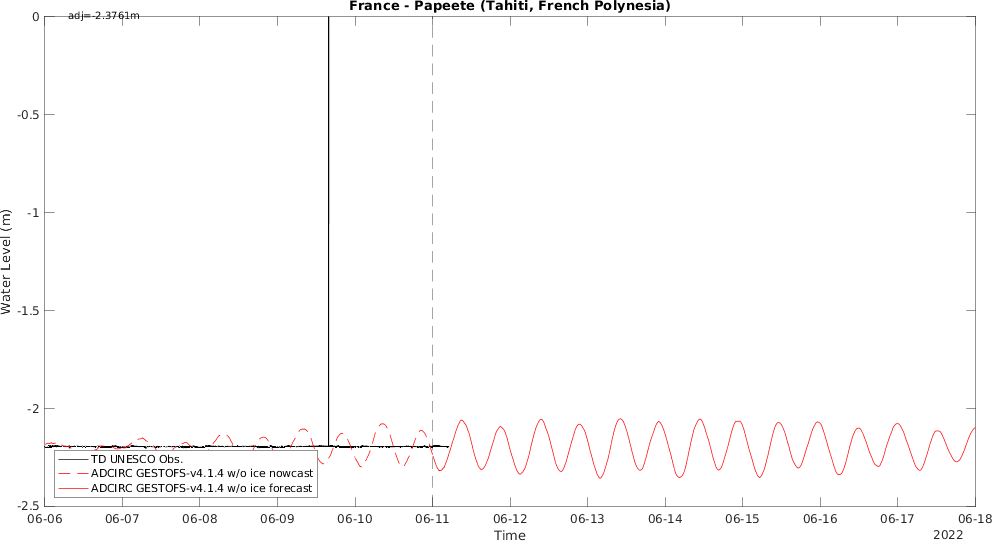 France - Papeete (Tahiti, French Polynesia)
adj=-2.3761m
0
-0.5
-1
-1.5
-2
-2.5
Water Level (m)
TD UNESCO Obs.
ADCIRC GESTOFS-v4.1.4 w/o ice nowcast
ADCIRC GESTOFS-v4.1.4 w/o ice forecast
06-06 06-07 06-08 06-09 06-10 06-11 06-12 06-13 06-14 06-15 06-16 06-17 06-18
Time
2022